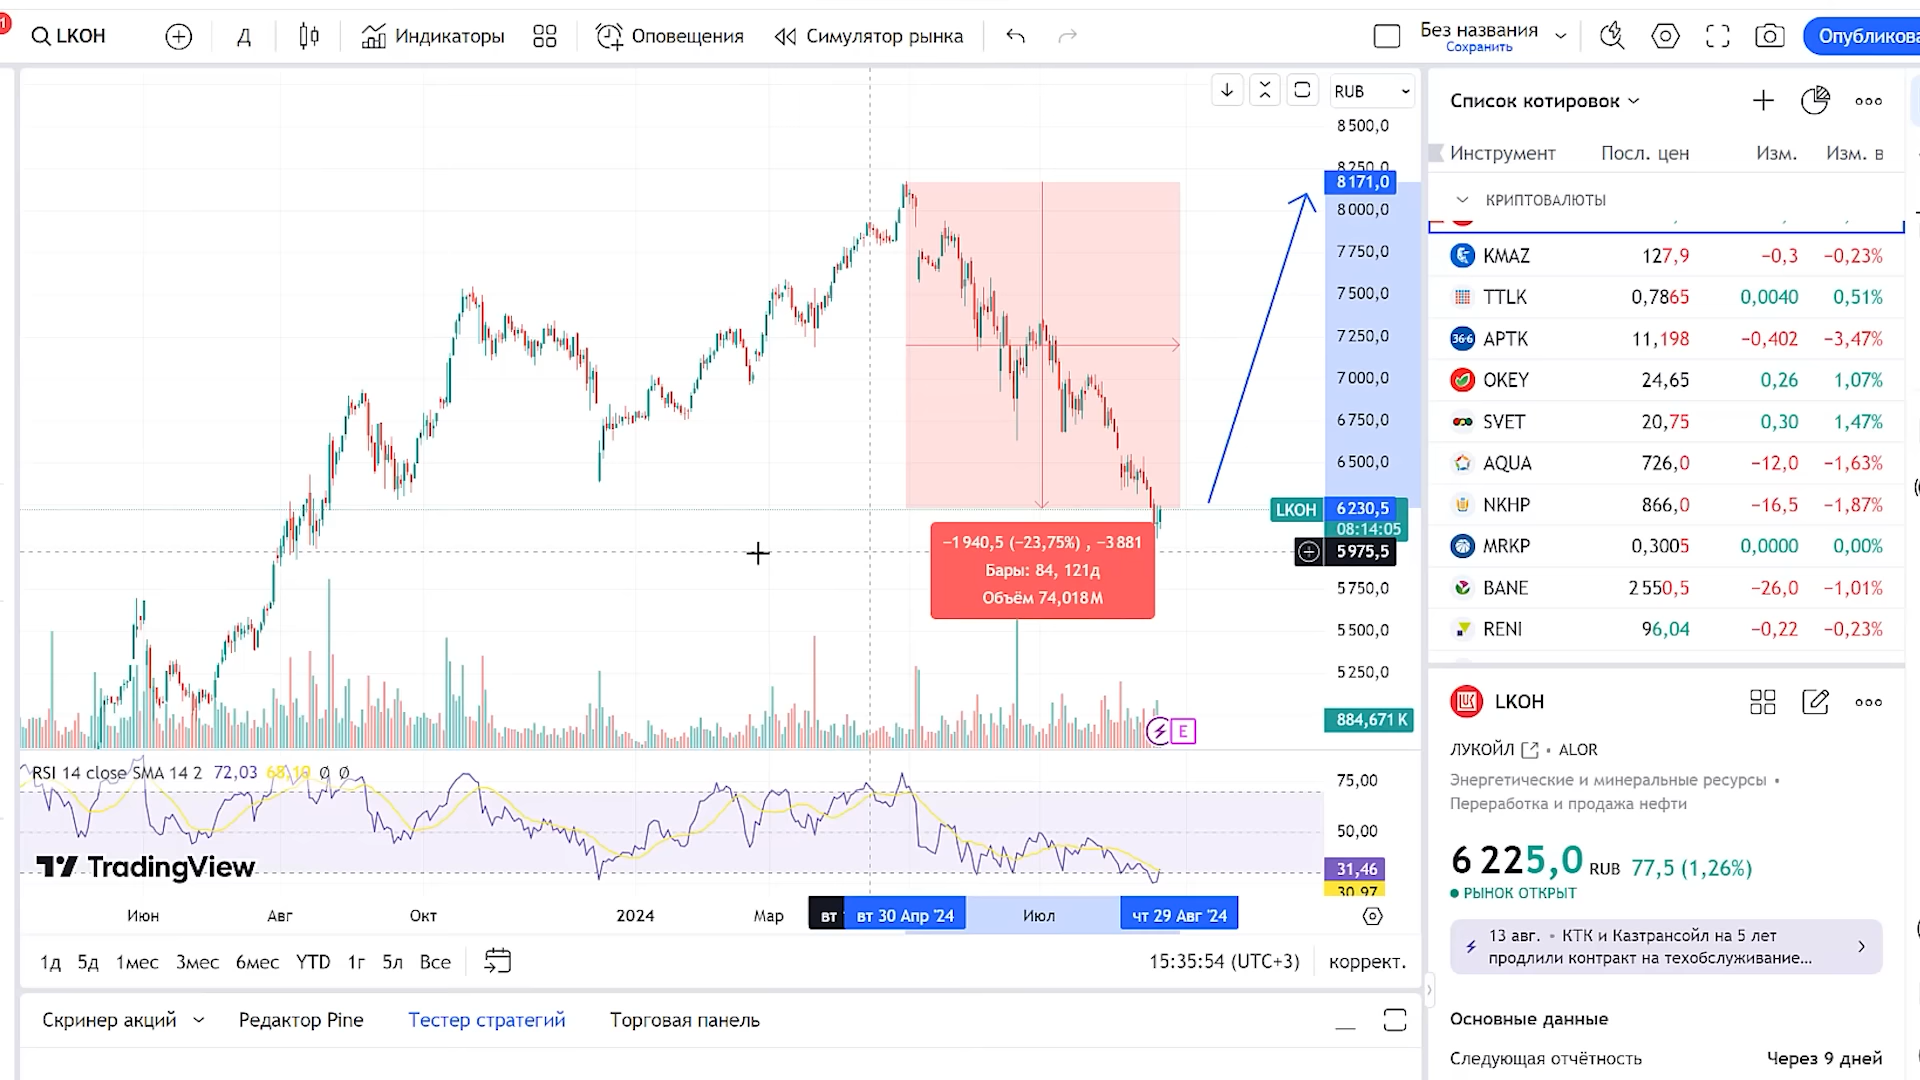 LKOH
Д
Индикаторы
Оповещения
Симулятор рынка
Без названия
Сохранить
RUB
8 500,0
8 250,0
8 171,0
8 000,0
7 750,0
7 500,0
7 250,0
7 000,0
6 750,0
6 500,0
LKOH 6 230,5
08:14:05
5 975,5
5 750,0
5 500,0
5 250,0
884,671 K
−1 940,5 (−23,75%) , −3 881
Бары: 84, 121д
Объём 74,018 M
E
RSI 14 close SMA 14 2 72,03 68,19 Ø Ø
75,00
50,00
31,46
30,97
TradingView
Июн
Авг
Окт
2024
Мар
вт
вт 30 Апр '24
Июл
чт 29 Авг '24
1д 5д 1мес 3мес 6мес YTD 1г 5л Все
15:35:54 (UTC+3)
коррект.
Скринер акций
Редактор Pine
Тестер стратегий
Торговая панель
Список котировок
Инструмент Посл. цен Изм. Изм. в
КРИПТОВАЛЮТЫ
KMAZ 127,9 −0,3 −0,23%
TTLK 0,7865 0,0040 0,51%
36·6 APTK 11,198 −0,402 −3,47%
OKEY 24,65 0,26 1,07%
SVET 20,75 0,30 1,47%
AQUA 726,0 −12,0 −1,63%
NKHP 866,0 −16,5 −1,87%
MRKP 0,3005 0,0000 0,00%
BANE 2 550,5 −26,0 −1,01%
RENI 96,04 −0,22 −0,23%
LKOH
ЛУКОЙЛ • ALOR
Энергетические и минеральные ресурсы •
Переработка и продажа нефти
6 225,0 RUB 77,5 (1,26%)
РЫНОК ОТКРЫТ
13 авг. • КТК и Казтрансойл на 5 лет
продлили контракт на техобслуживание...
Основные данные
Следующая отчётность Через 9 дней